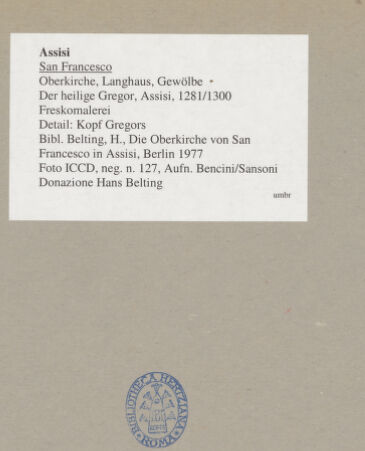 Assisi
San Francesco
Oberkirche, Langhaus, Gewölbe *
Der heilige Gregor, Assisi, 1281/1300
Freskomalerei
Detail: Kopf Gregors
Bibl. Belting, H., Die Oberkirche von San
Francesco in Assisi, Berlin 1977
Foto ICCD, neg. n. 127, Aufn. Bencini/Sansoni
Donazione Hans Belting
umbr
BIBLIOTHECA HERTZIANA
ROMA